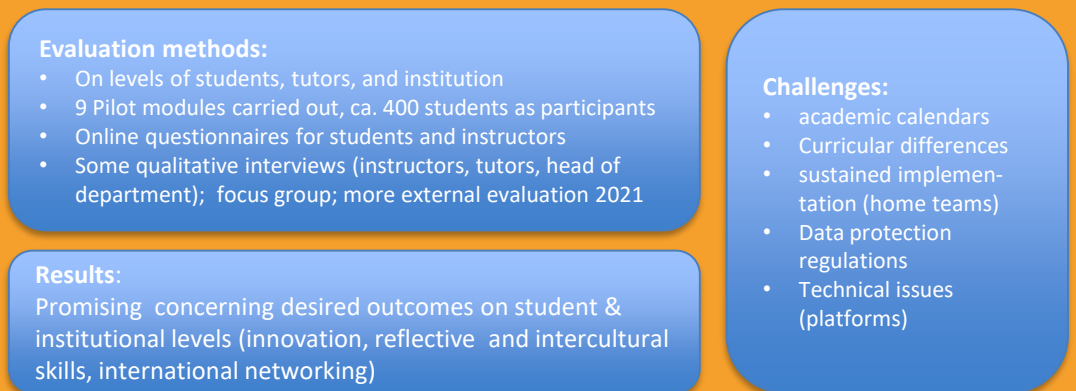 Evaluation methods:
• On levels of students, tutors, and institution
• 9 Pilot modules carried out, ca. 400 students as participants
• Online questionnaires for students and instructors
• Some qualitative interviews (instructors, tutors, head of
department); focus group; more external evaluation 2021
Results:
Promising concerning desired outcomes on student &
institutional levels (innovation, reflective and intercultural
skills, international networking)
Challenges:
• academic calendars
• Curricular differences
• sustained implemen-
tation (home teams)
• Data protection
regulations
• Technical issues
(platforms)